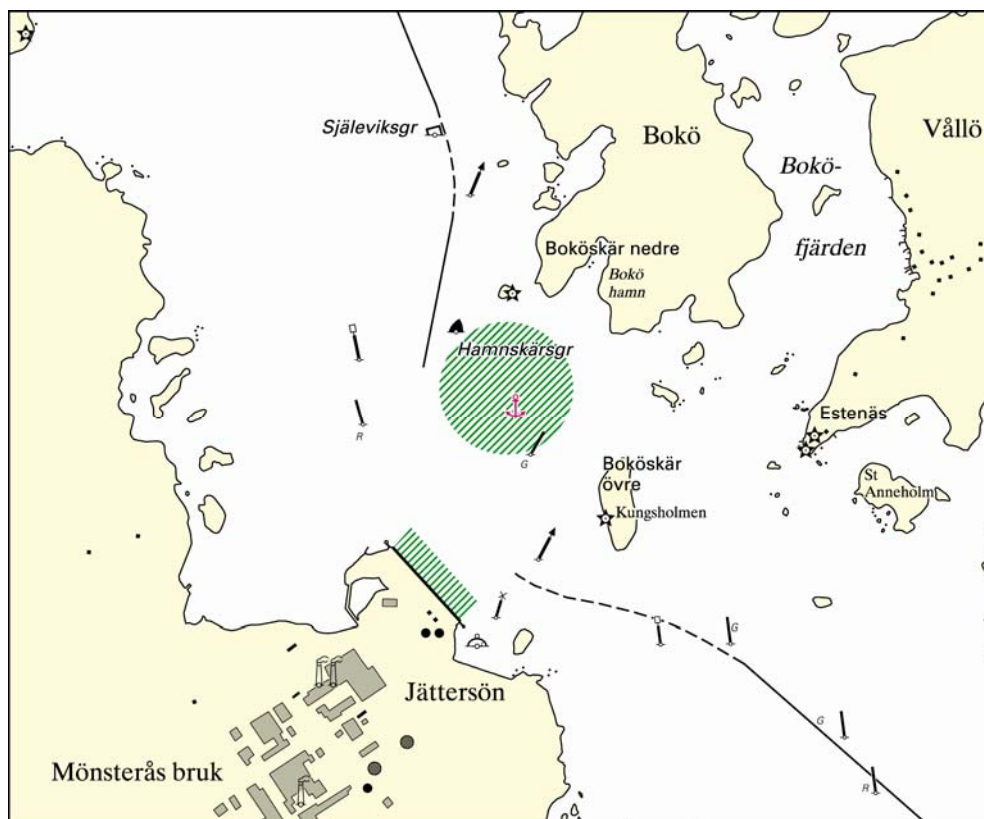 Själeviksgr
Bokö
Vållö
Bokö-
fjärden
Boköskär nedre
Bokö
hamn
Hamnskärsgr
R
G
Estenäs
Boköskär
övre
Kungsholmen
St
Anneholm
G
G
R
Jättersön
Mönsterås bruk